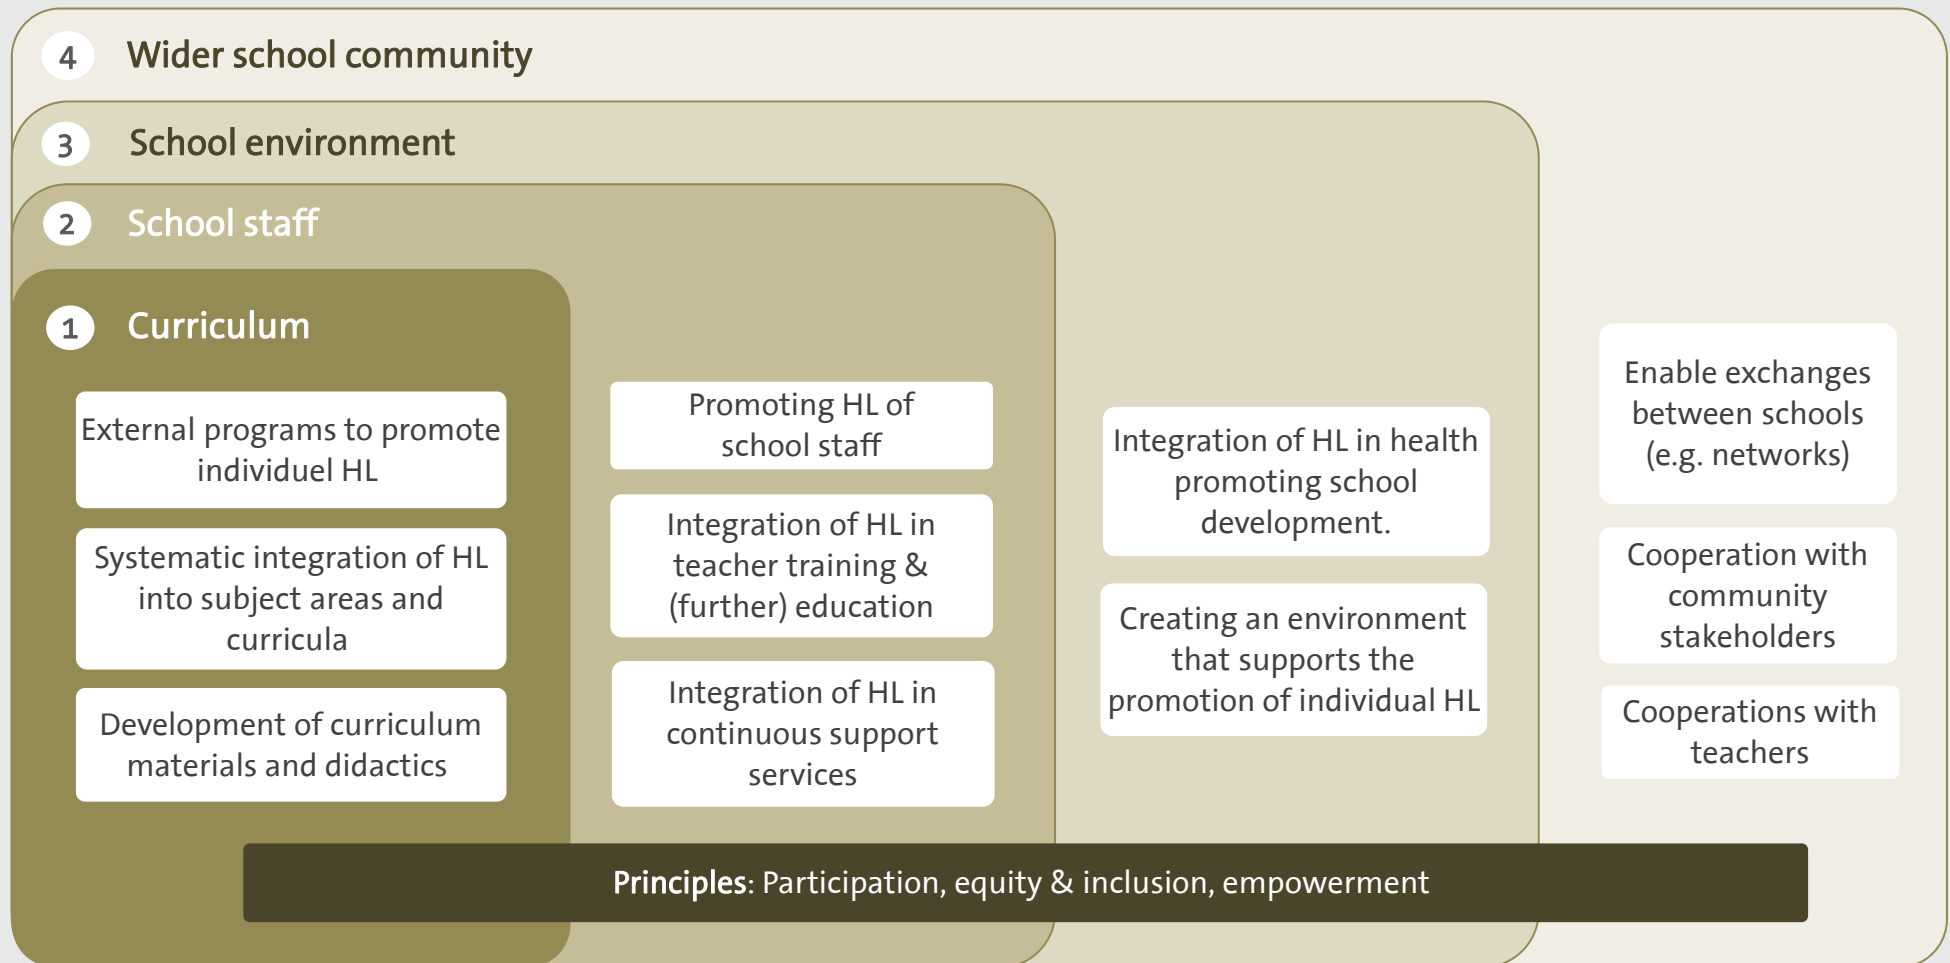 4 Wider school community
3 School environment
2 School staff
1 Curriculum
External programs to promote
individuel HL
Systematic integration of HL
into subject areas and
curricula
Development of curriculum
materials and didactics
Promoting HL of
school staff
Integration of HL in
teacher training &
(further) education
Integration of HL in
continuous support
services
Integration of HL in health
promoting school
development.
Creating an environment
that supports the
promotion of individual HL
Enable exchanges
between schools
(e.g. networks)
Cooperation with
community
stakeholders
Cooperations with
teachers
Principles: Participation, equity & inclusion, empowerment